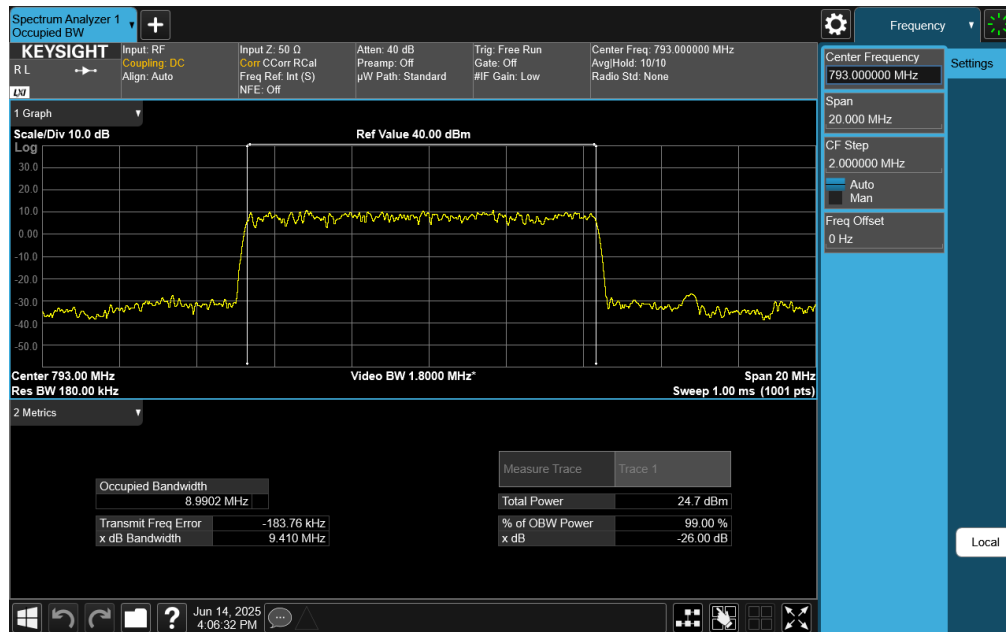 Spectrum Analyzer 1
Occupied BW
Frequency
KEYSIGHT
R L
LXI
Input: RF
Coupling: DC
Align: Auto
Input Z: 50 Ω
Corr CCorr RCal
Freq Ref: Int (S)
NFE: Off
Atten: 40 dB
Preamp: Off
µW Path: Standard
Trig: Free Run
Gate: Off
#IF Gain: Low
Center Freq: 793.000000 MHz
Avg|Hold: 10/10
Radio Std: None
Center Frequency
793.000000 MHz
Settings
Span
20.000 MHz
CF Step
2.000000 MHz
Auto
Man
Freq Offset
0 Hz
Local
1 Graph
Scale/Div 10.0 dB
Ref Value 40.00 dBm
Log
30.0
20.0
10.0
0.00
-10.0
-20.0
-30.0
-40.0
-50.0
Center 793.00 MHz
Video BW 1.8000 MHz*
Span 20 MHz
Res BW 180.00 kHz
Sweep 1.00 ms (1001 pts)
2 Metrics
Measure Trace
Trace 1
Occupied Bandwidth
8.9902 MHz
Total Power
24.7 dBm
Transmit Freq Error
-183.76 kHz
% of OBW Power
99.00 %
x dB Bandwidth
9.410 MHz
x dB
-26.00 dB
?
Jun 14, 2025
4:06:32 PM